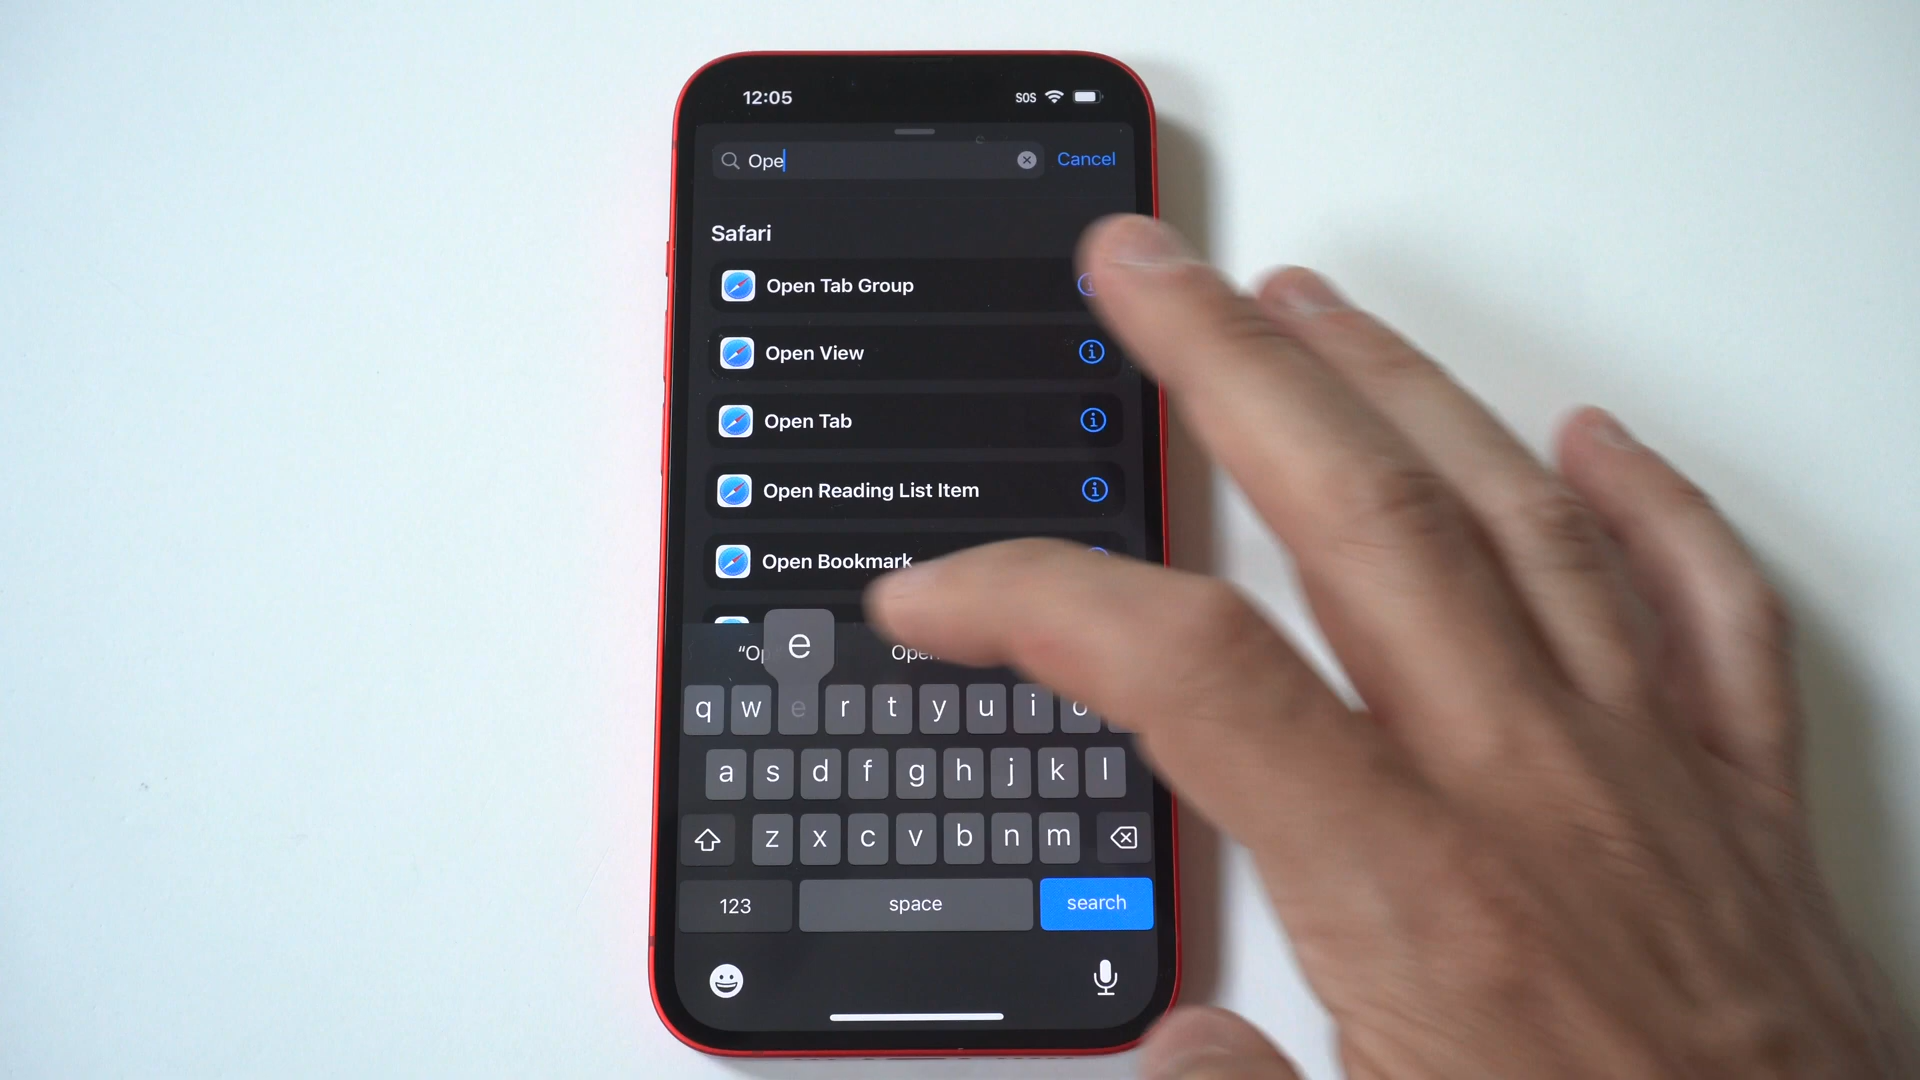 12:05 SOS
Ope Cancel
Safari
Open Tab Group
Open View
Open Tab
Open Reading List Item
Open Bookmark
e
q w e r t y u i o
a s d f g h j k l
z x c v b n m
123 space search